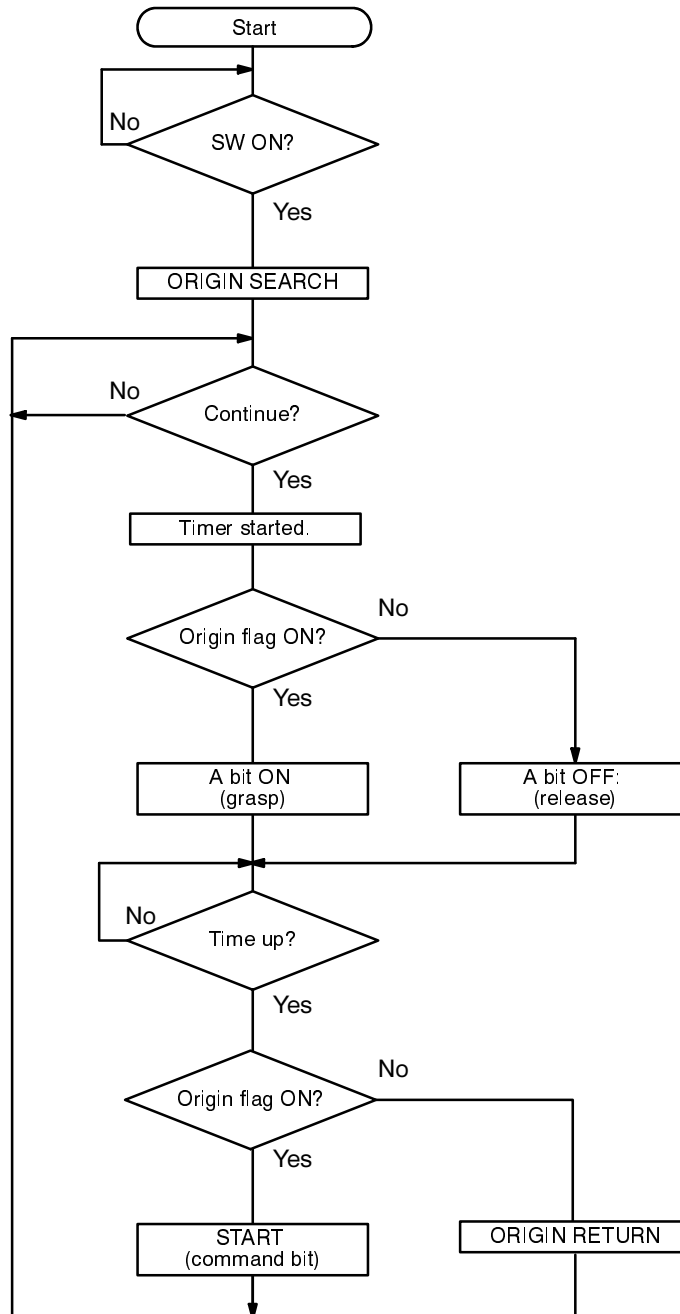 Start
No
SW ON?
Yes
ORIGIN SEARCH
No
Continue?
Yes
Timer started.
No
Origin flag ON?
Yes
A bit ON
(grasp)
A bit OFF:
(release)
No
Time up?
Yes
No
Origin flag ON?
Yes
START
(command bit)
ORIGIN RETURN